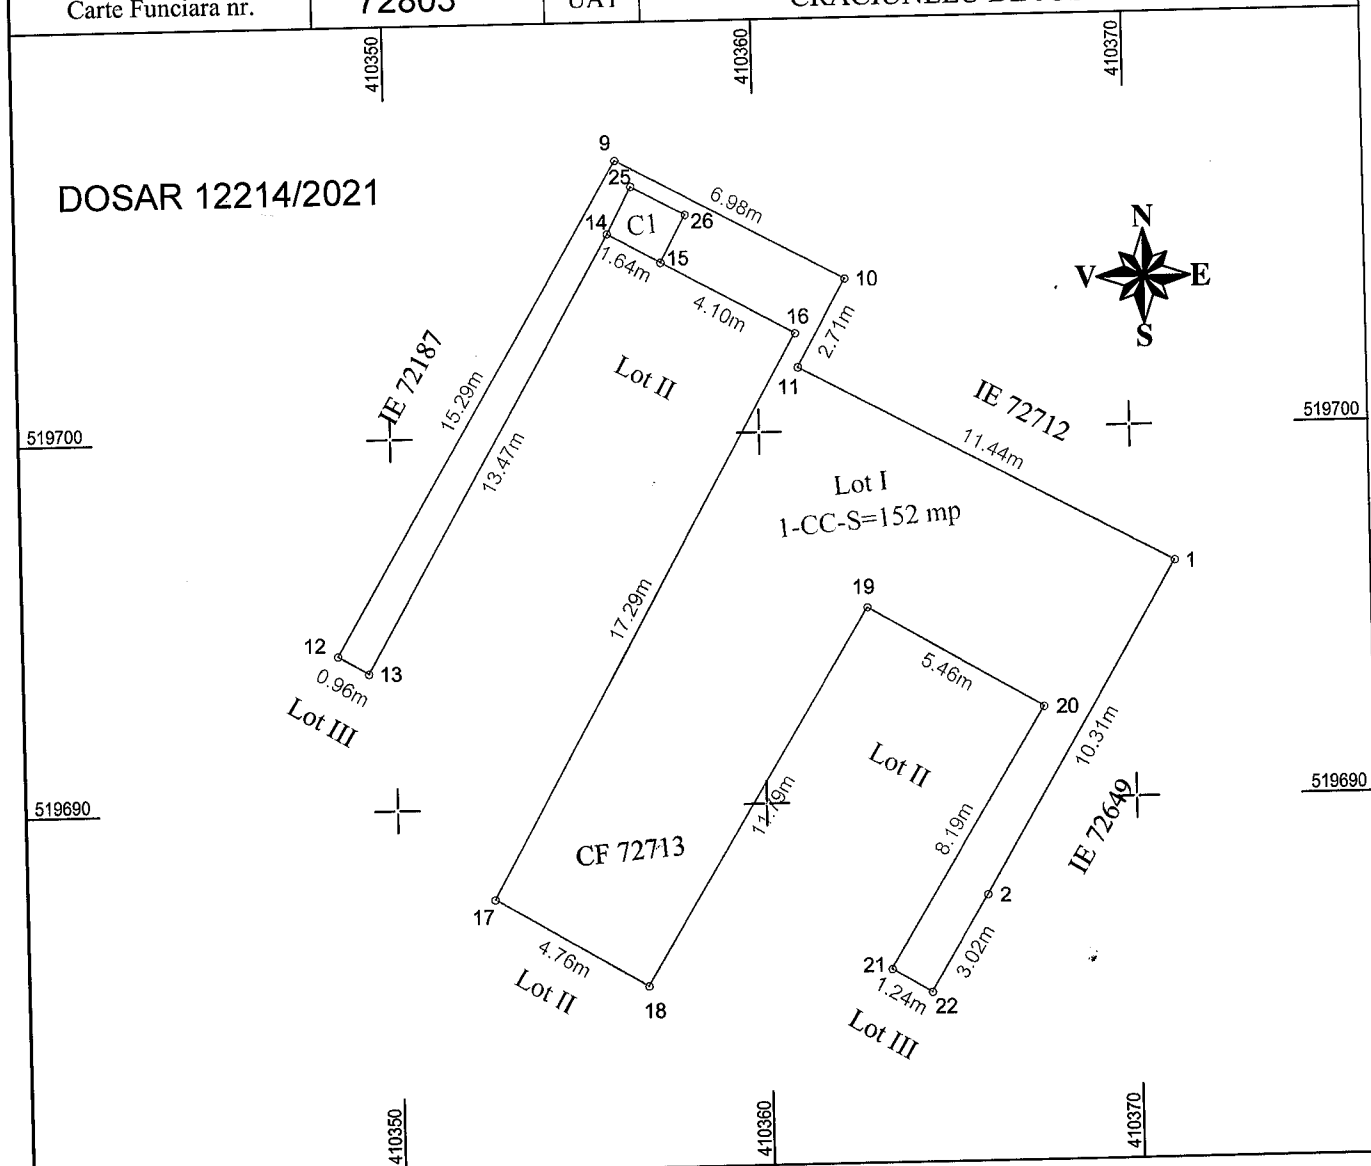 Carte Funciara nr.
72803
UAT
410350
410360
410370
DOSAR 12214/2021
9
25
6.98m
26
14
C1
N
V
E
S
1.64m
15
10
4.10m
16
2.71m
11
Lot II
IE 72187
15.29m
IE 72712
519700
519700
11.44m
13.47m
Lot I
1-CC-S=152 mp
1
19
17.29m
12
0.96m
13
5.46m
20
Lot III
10.31m
Lot II
519690
519690
11.79m
8.19m
IE 72649
CF 72713
17
2
4.76m
3.02m
21
1.24m
22
Lot II
18
Lot III
410350
410360
410370